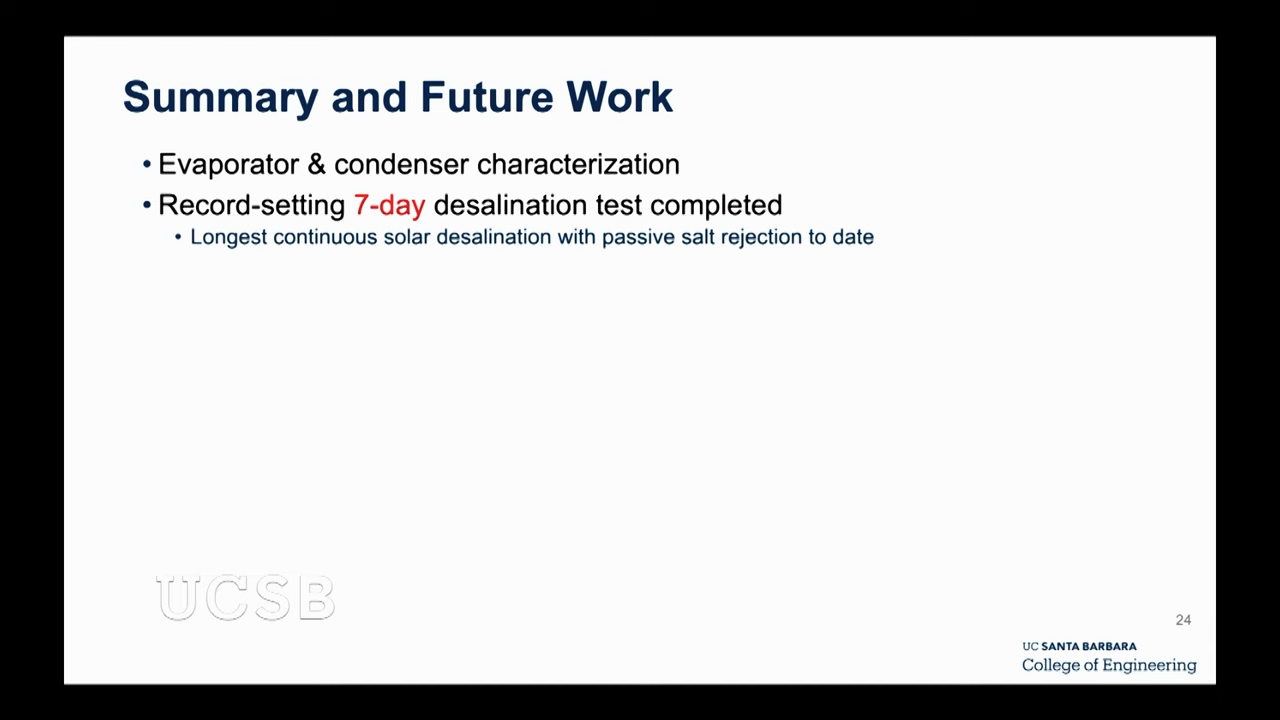 Summary and Future Work
• Evaporator & condenser characterization
• Record-setting 7-day desalination test completed
• Longest continuous solar desalination with passive salt rejection to date
UCSB
24
UC SANTA BARBARA
College of Engineering